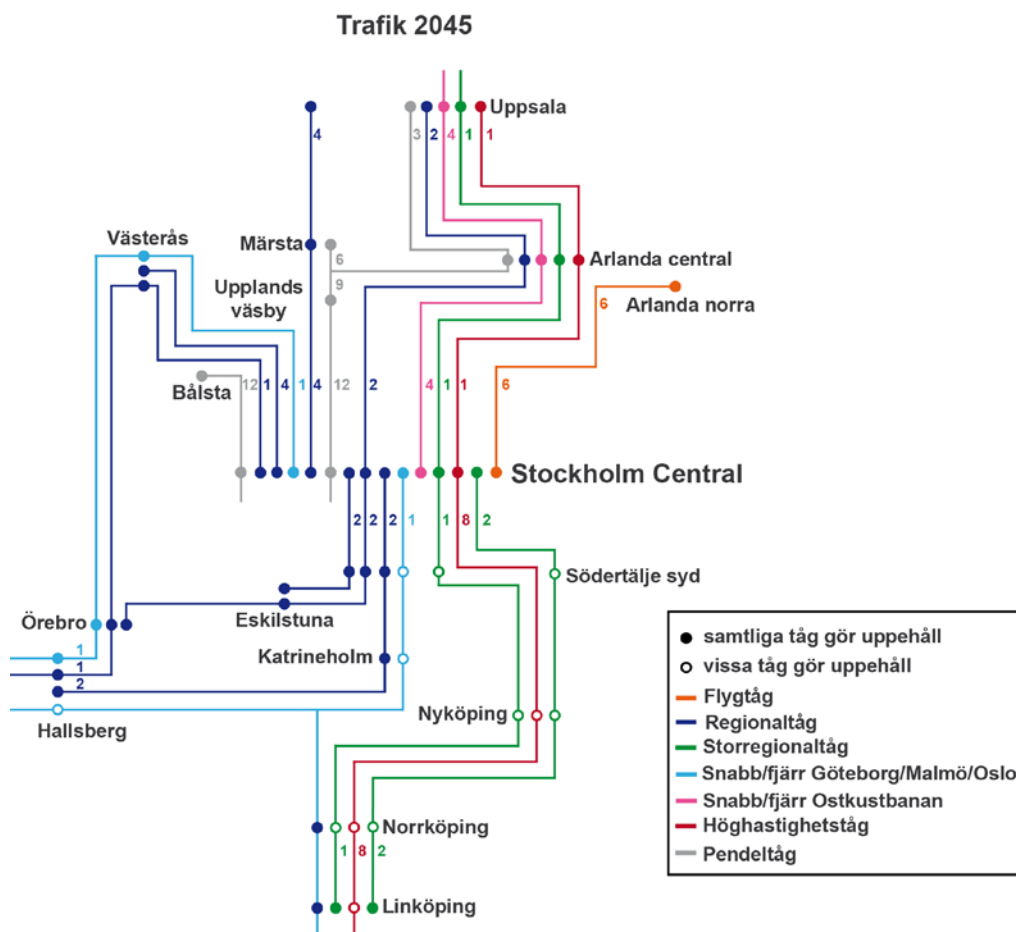 Trafik 2045
Uppsala
4
3
2
4
1
1
Västerås
Märsta
6
Arlanda central
Upplands
väsby
9
6
Arlanda norra
Bålsta
12
1
4
1
4
12
2
4
1
1
6
Stockholm Central
2
2
2
1
1
8
2
Södertälje syd
Örebro
Eskilstuna
1
1
2
Katrineholm
Hallsberg
Nyköping
Norrköping
1
8
2
Linköping
samtliga tåg gör uppehåll
vissa tåg gör uppehåll
Flygtåg
Regionaltåg
Storregionaltåg
Snabb/fjärr Göteborg/Malmö/Oslo
Snabb/fjärr Ostkustbanan
Höghastighetståg
Pendeltåg